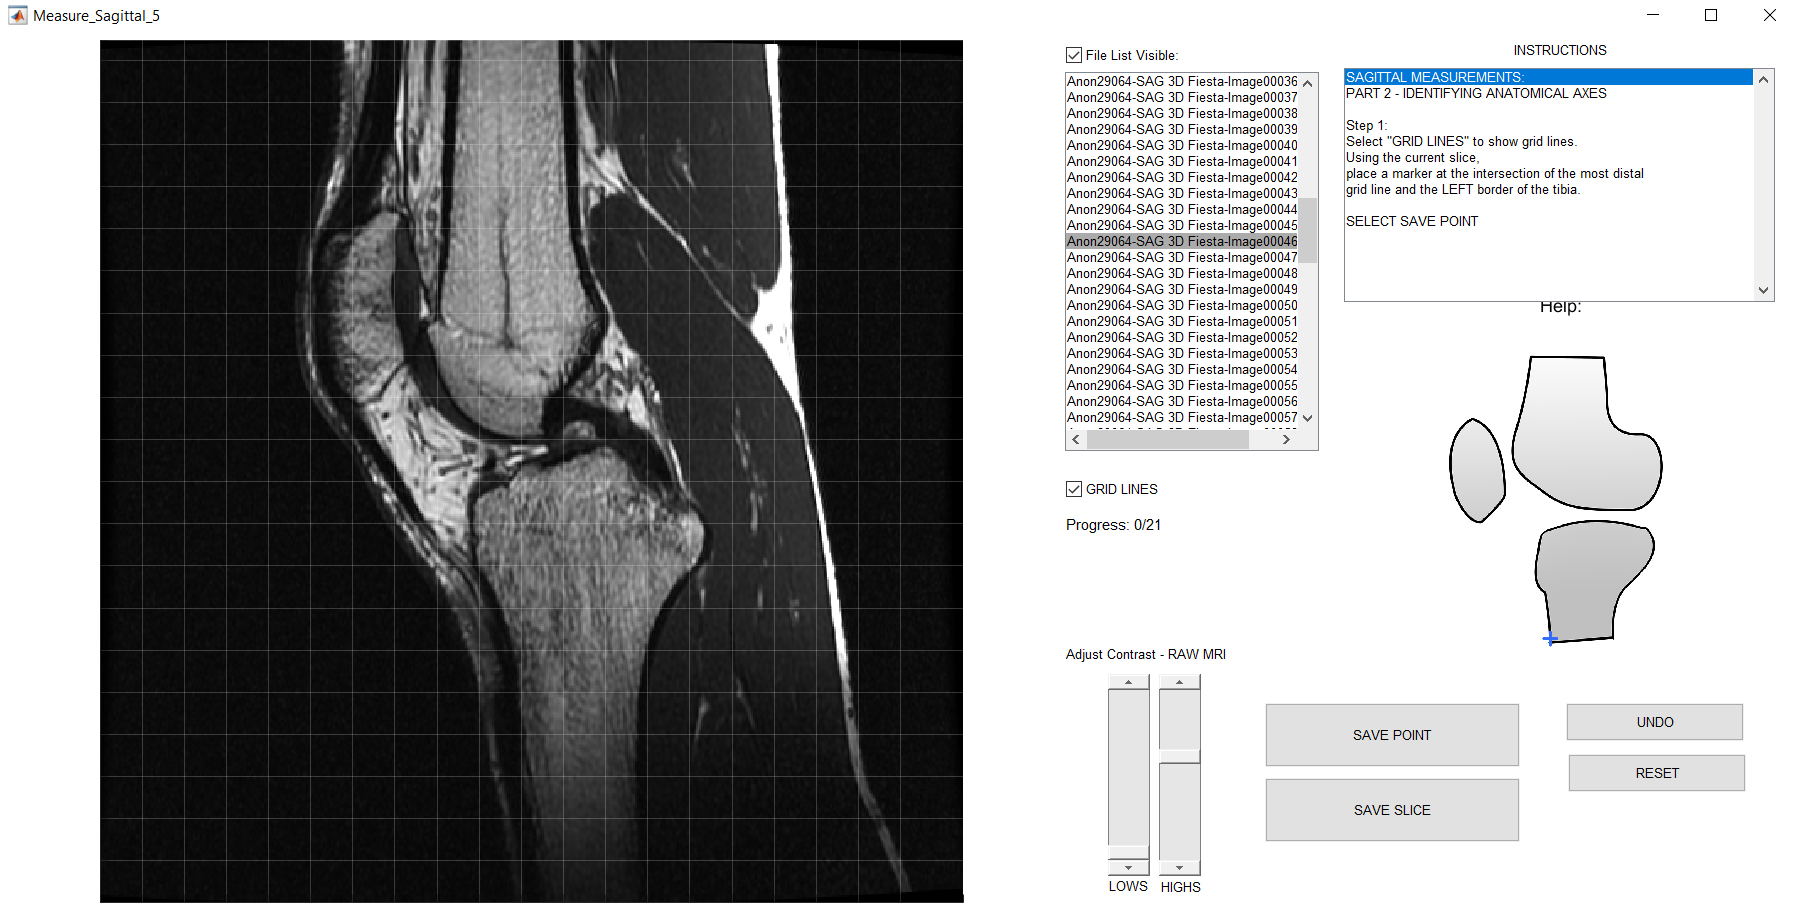 Measure_Sagittal_5
File List Visible:
Anon29064-SAG 3D Fiesta-Image00036
Anon29064-SAG 3D Fiesta-Image00037
Anon29064-SAG 3D Fiesta-Image00038
Anon29064-SAG 3D Fiesta-Image00039
Anon29064-SAG 3D Fiesta-Image00040
Anon29064-SAG 3D Fiesta-Image00041
Anon29064-SAG 3D Fiesta-Image00042
Anon29064-SAG 3D Fiesta-Image00043
Anon29064-SAG 3D Fiesta-Image00044
Anon29064-SAG 3D Fiesta-Image00045
Anon29064-SAG 3D Fiesta-Image00046
Anon29064-SAG 3D Fiesta-Image00047
Anon29064-SAG 3D Fiesta-Image00048
Anon29064-SAG 3D Fiesta-Image00049
Anon29064-SAG 3D Fiesta-Image00050
Anon29064-SAG 3D Fiesta-Image00051
Anon29064-SAG 3D Fiesta-Image00052
Anon29064-SAG 3D Fiesta-Image00053
Anon29064-SAG 3D Fiesta-Image00054
Anon29064-SAG 3D Fiesta-Image00055
Anon29064-SAG 3D Fiesta-Image00056
Anon29064-SAG 3D Fiesta-Image00057
GRID LINES
Progress: 0/21
INSTRUCTIONS
SAGITTAL MEASUREMENTS:
PART 2 - IDENTIFYING ANATOMICAL AXES
Step 1:
Select "GRID LINES" to show grid lines.
Using the current slice,
place a marker at the intersection of the most distal
grid line and the LEFT border of the tibia.
SELECT SAVE POINT
Help:
Adjust Contrast - RAW MRI
LOWS
HIGHS
SAVE POINT
SAVE SLICE
UNDO
RESET